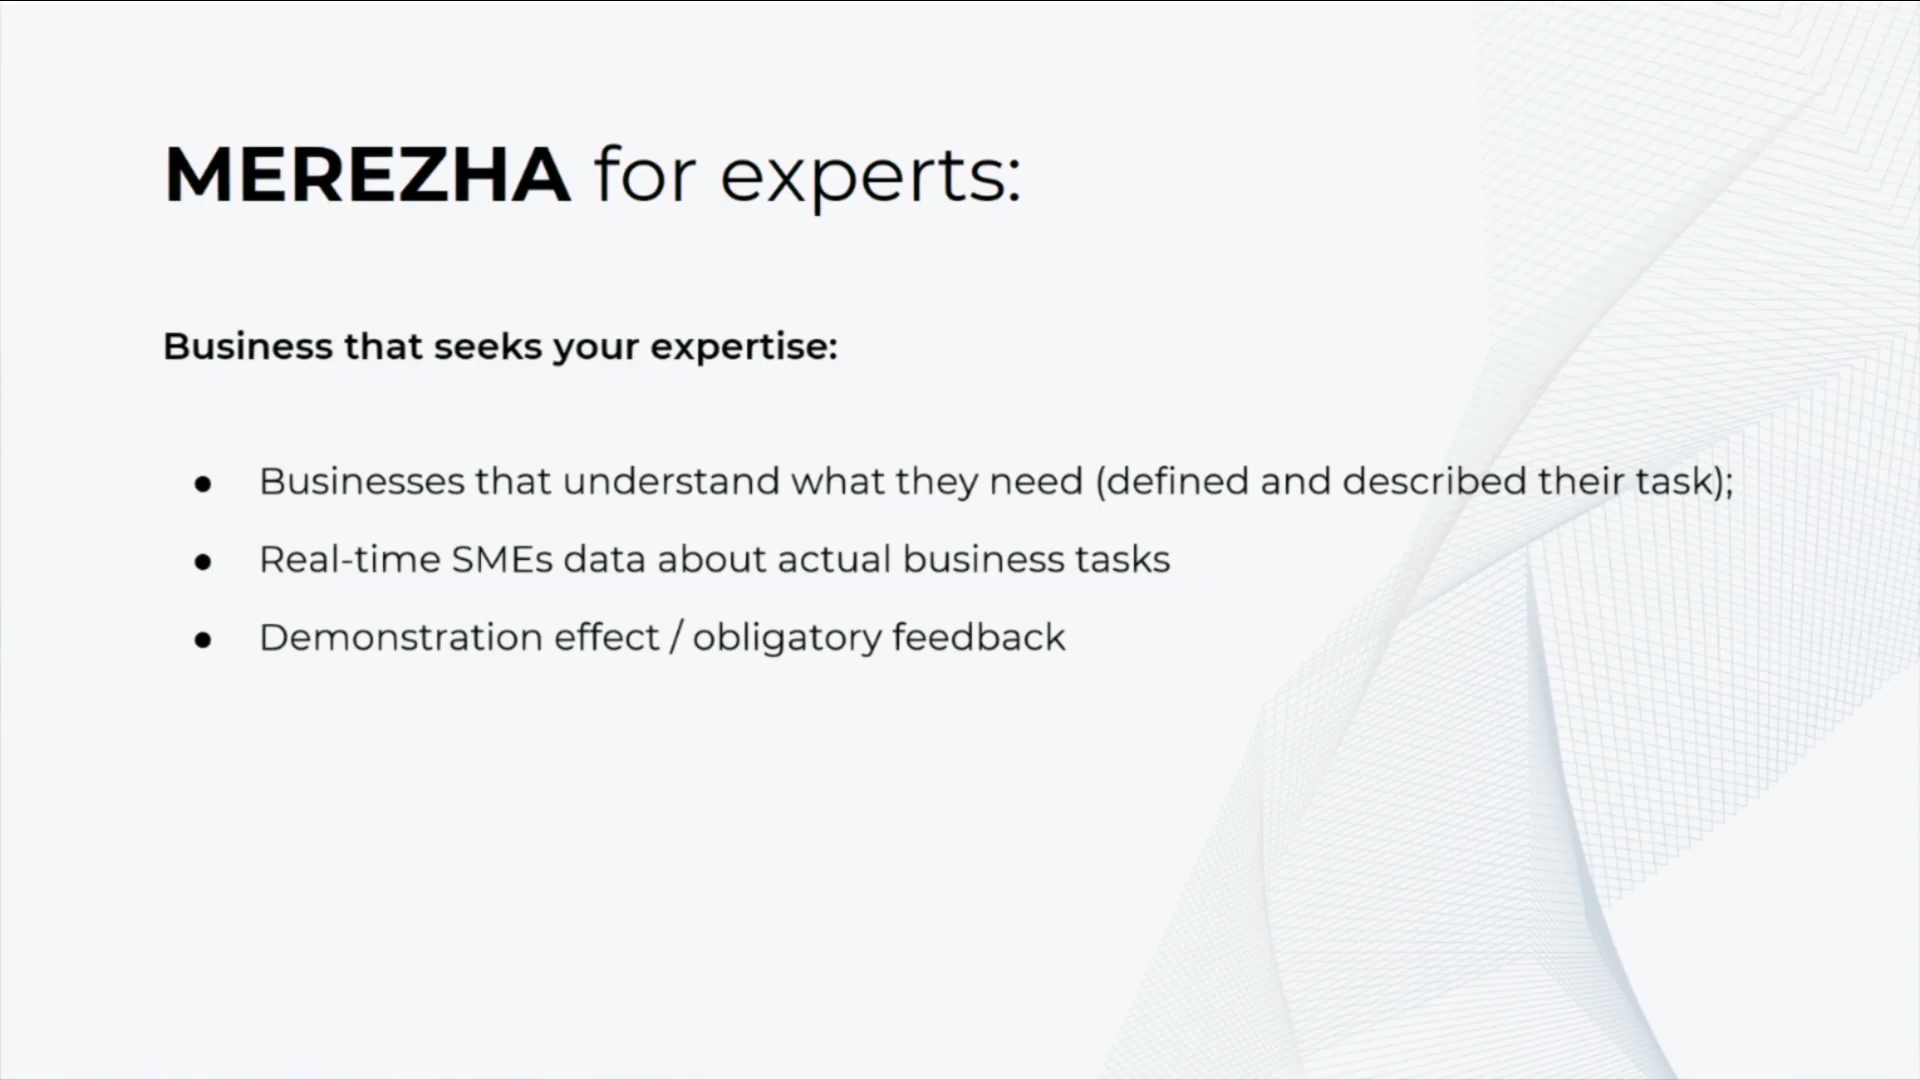 MEREZHA for experts:
Business that seeks your expertise:
● Businesses that understand what they need (defined and described their task);
● Real-time SMEs data about actual business tasks
● Demonstration effect / obligatory feedback